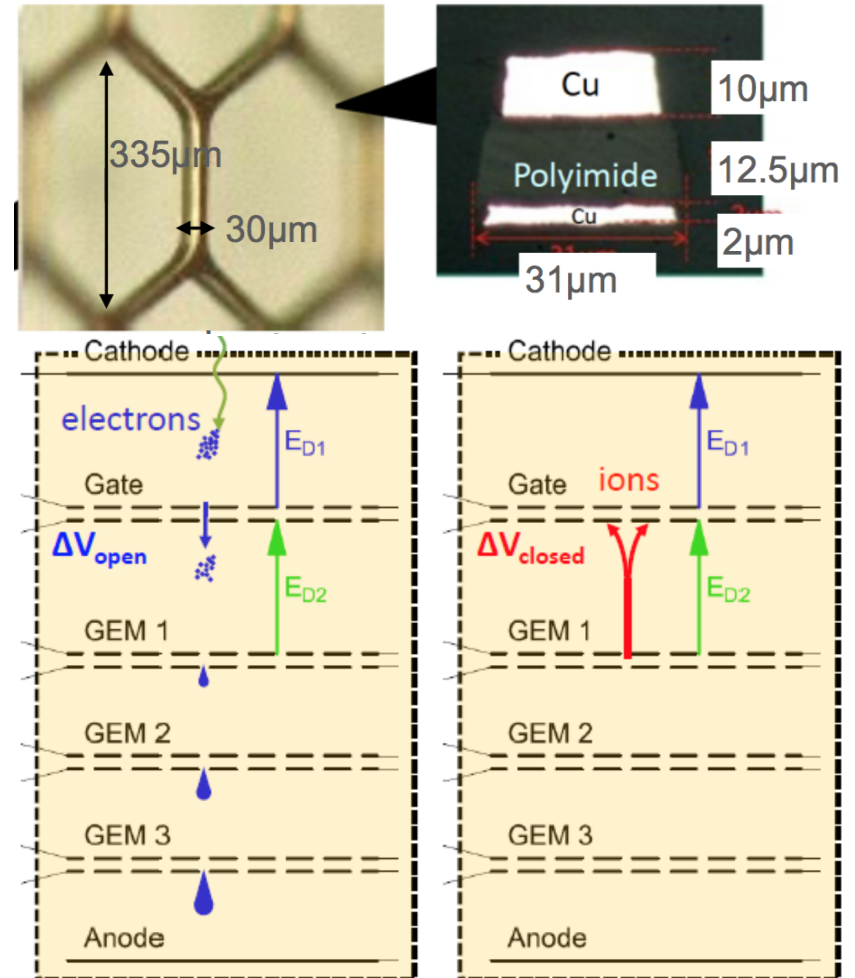 335µm
30µm
Cu
10µm
Polyimide
12.5µm
Cu
2µm
31µm
Cathode
electrons
E_D1
Gate
ΔV_open
E_D2
GEM 1
GEM 2
GEM 3
Anode
Cathode
E_D1
Gate
ions
ΔV_closed
E_D2
GEM 1
GEM 2
GEM 3
Anode